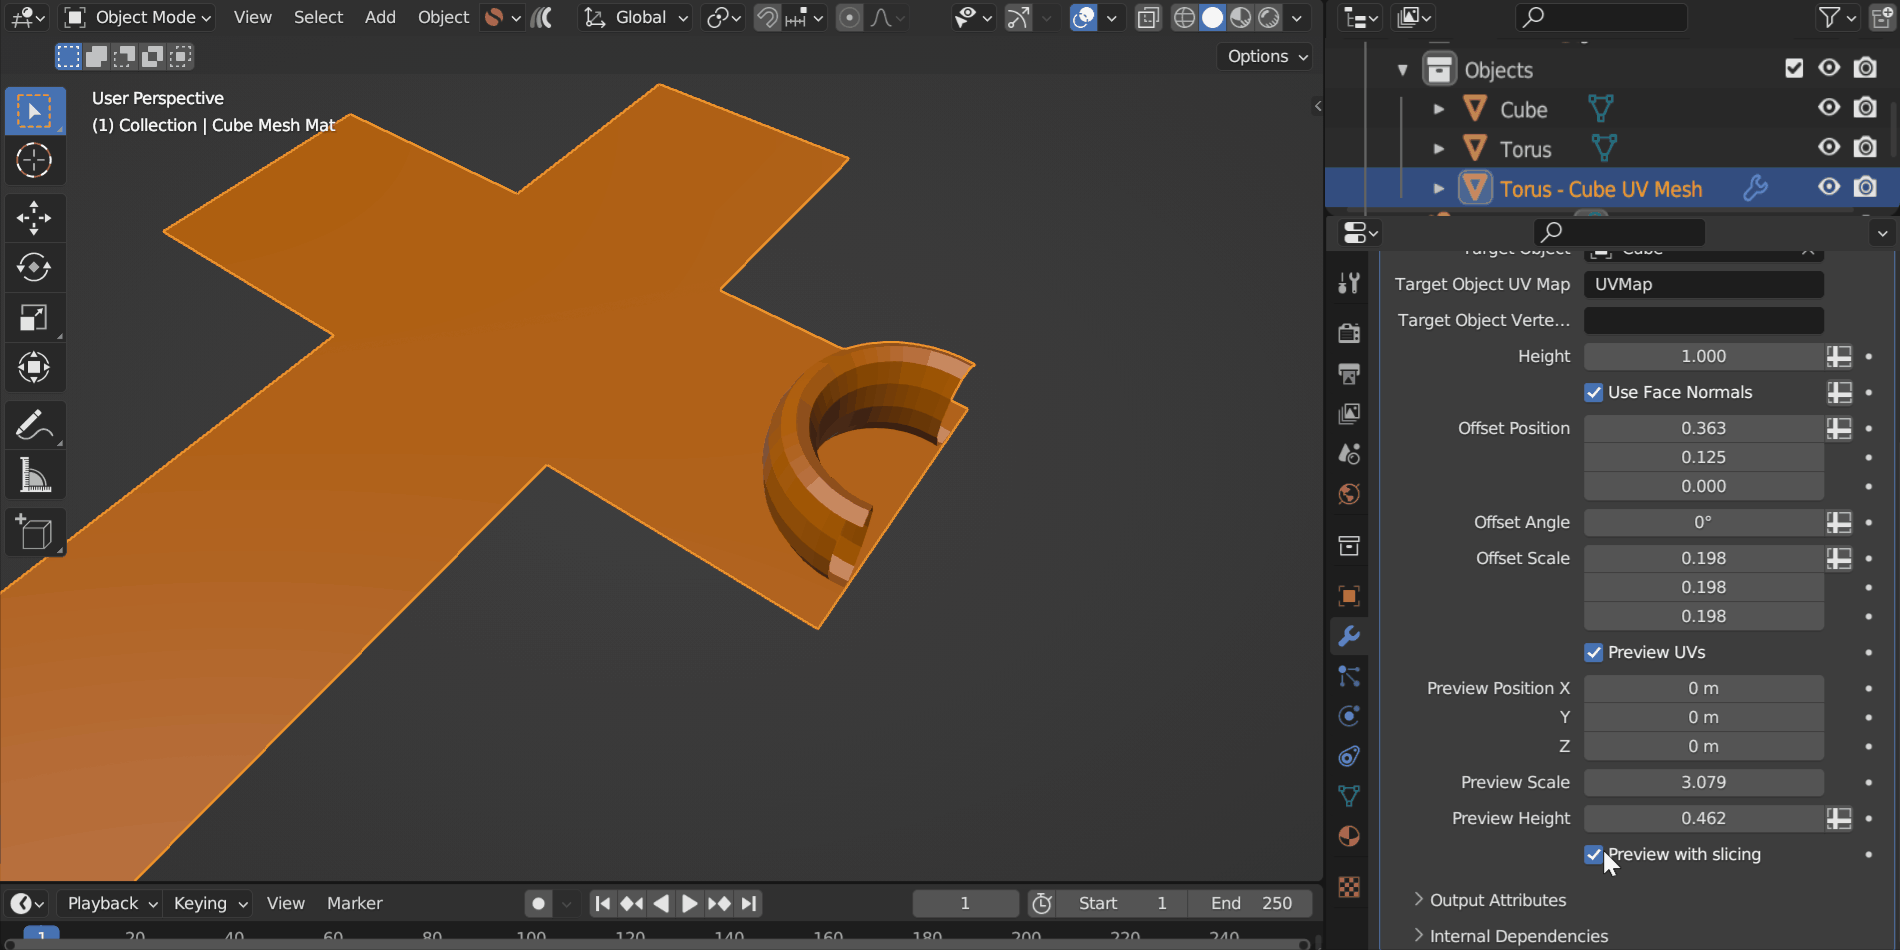 Object Mode View Select Add Object Global
Options
User Perspective
(1) Collection | Cube Mesh Mat
Objects
Cube
Torus
Torus - Cube UV Mesh
Target Object Cube
Target Object UV Map UVMap
Target Object Verte...
Height 1.000
Use Face Normals
Offset Position 0.363
0.125
0.000
Offset Angle 0°
Offset Scale 0.198
0.198
0.198
Preview UVs
Preview Position X 0 m
Y 0 m
Z 0 m
Preview Scale 3.079
Preview Height 0.462
Preview with slicing
Output Attributes
Internal Dependencies
Playback Keying View Marker 1 Start 1 End 250
1 20 40 60 80 100 120 140 160 180 200 220 240